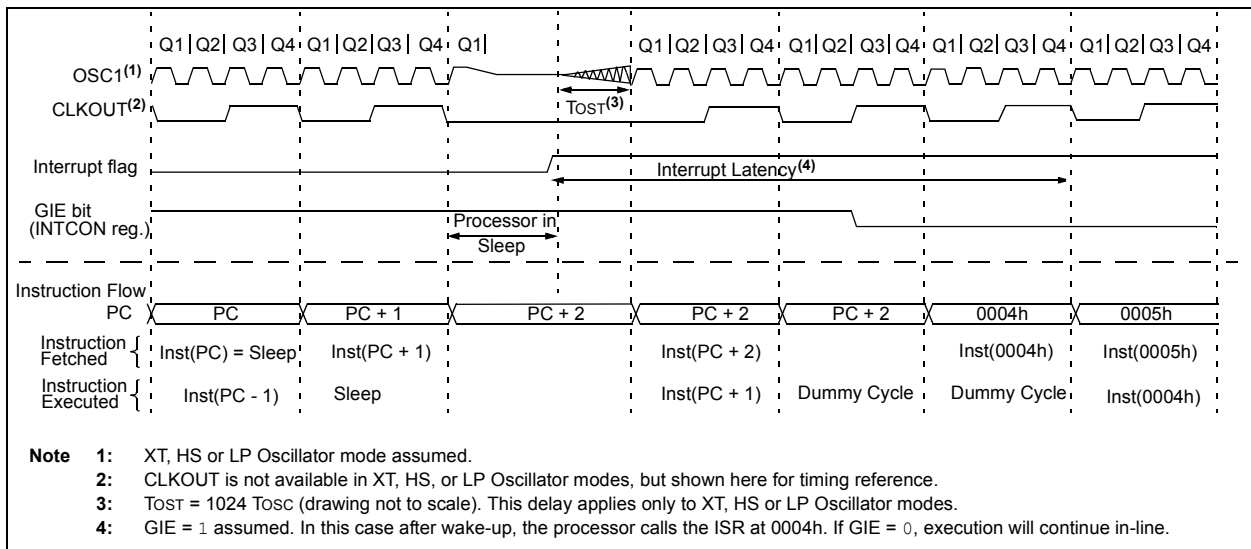 Q1 Q2 Q3 Q4 Q1 Q2 Q3 Q4 Q1 Q1 Q2 Q3 Q4 Q1 Q2 Q3 Q4 Q1 Q2 Q3 Q4 Q1 Q2 Q3 Q4
OSC1(1)
TOST(3)
CLKOUT(2)
Interrupt flag
Interrupt Latency(4)
GIE bit
(INTCON reg.)
Processor in
Sleep
Instruction Flow
PC PC PC + 1 PC + 2 PC + 2 PC + 2 0004h 0005h
Instruction
Fetched { Inst(PC) = Sleep Inst(PC + 1) Inst(PC + 2) Inst(0004h) Inst(0005h)
Instruction
Executed { Inst(PC - 1) Sleep Inst(PC + 1) Dummy Cycle Dummy Cycle Inst(0004h)
Note 1: XT, HS or LP Oscillator mode assumed.
2: CLKOUT is not available in XT, HS, or LP Oscillator modes, but shown here for timing reference.
3: TOST = 1024 TOSC (drawing not to scale). This delay applies only to XT, HS or LP Oscillator modes.
4: GIE = 1 assumed. In this case after wake-up, the processor calls the ISR at 0004h. If GIE = 0, execution will continue in-line.